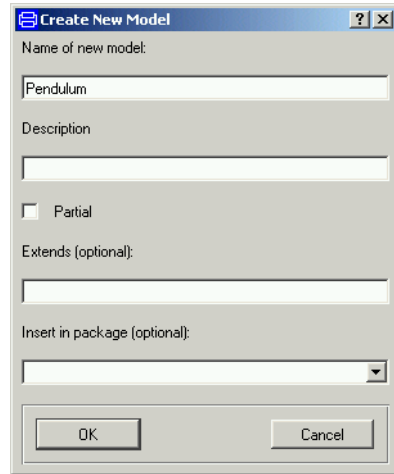 Create New Model
Name of new model:
Pendulum
Description
Partial
Extends (optional):
Insert in package (optional):
OK Cancel